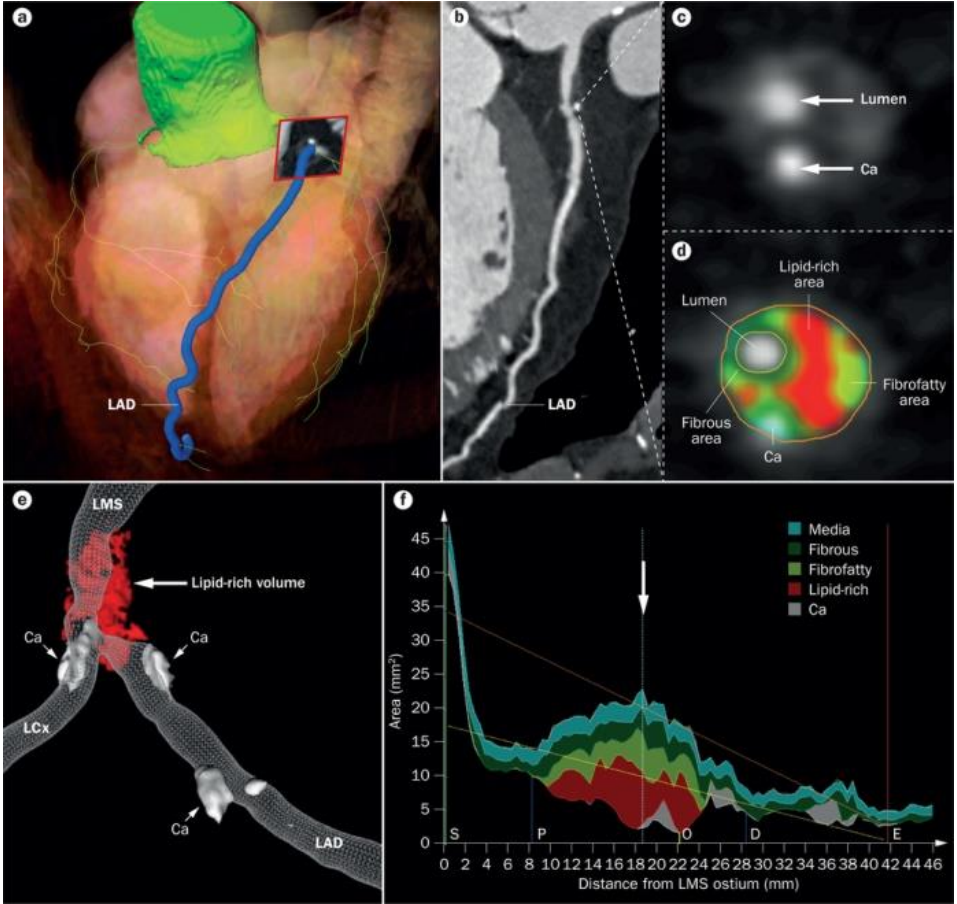 a
LAD
b
LAD
c
Lumen
Ca
d
Lipid-rich
area
Lumen
Fibrofatty
area
Fibrous
area
Ca
e
LMS
Lipid-rich volume
Ca
Ca
LCx
Ca
LAD
f
45
40
35
30
25
20
15
10
5
0
Area (mm²)
Media
Fibrous
Fibrofatty
Lipid-rich
Ca
S P O D E
0 2 4 6 8 10 12 14 16 18 20 22 24 26 28 30 32 34 36 38 40 42 44 46
Distance from LMS ostium (mm)